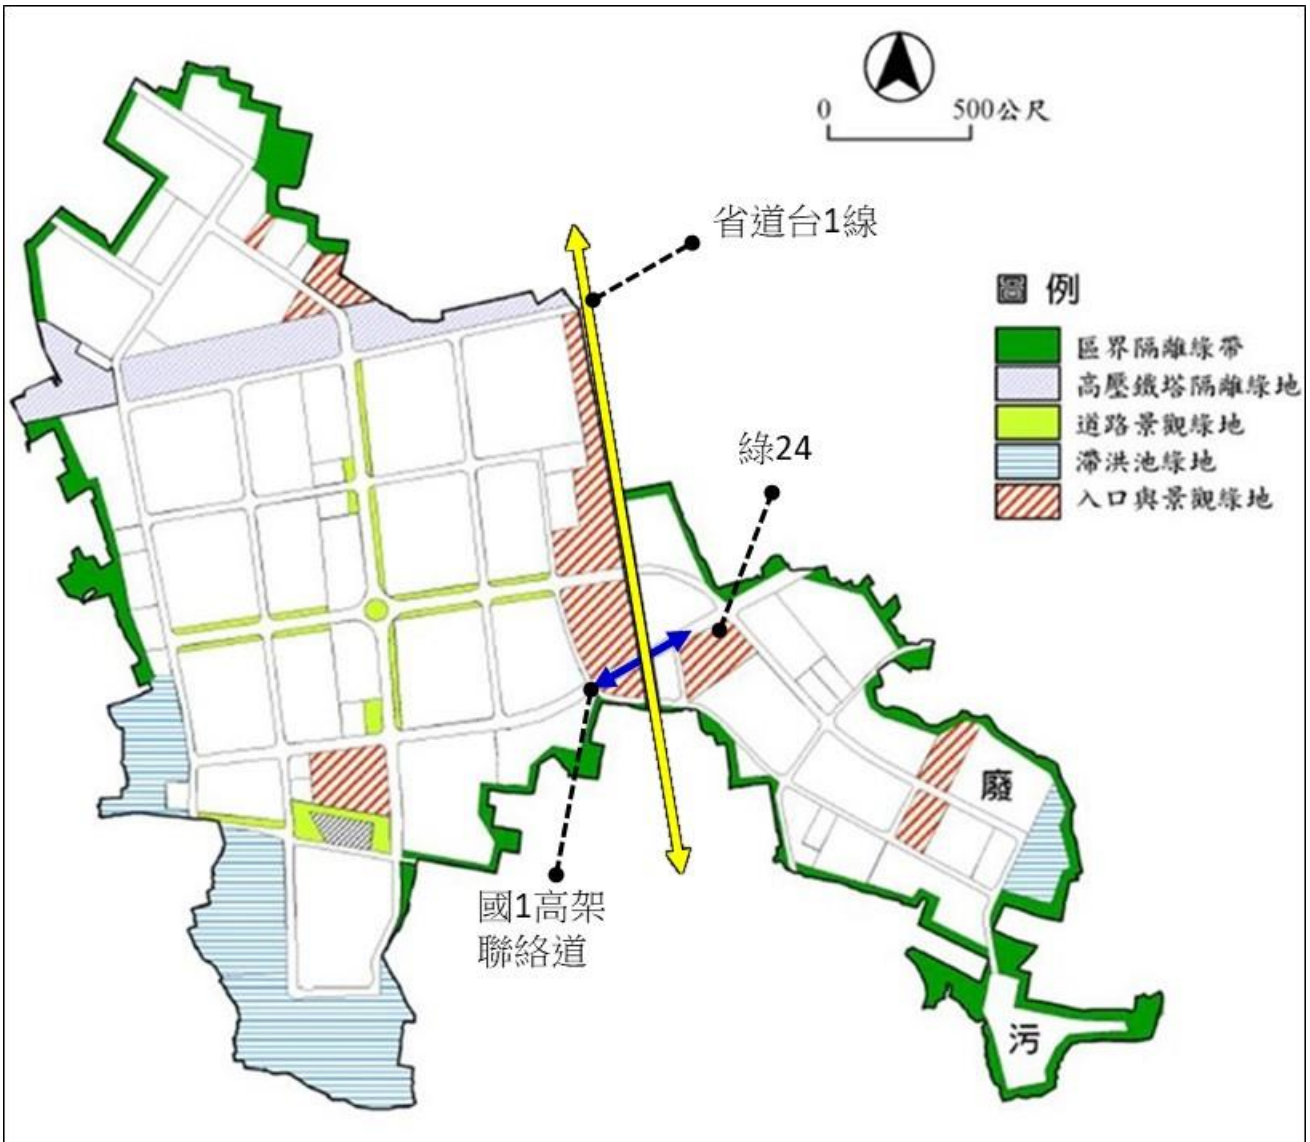 0 500公尺
省道台1線
圖例
區界隔離綠帶
高壓鐵塔隔離綠地
道路景觀綠地
滯洪池綠地
入口與景觀綠地
綠24
廢
國1高架
聯絡道
污